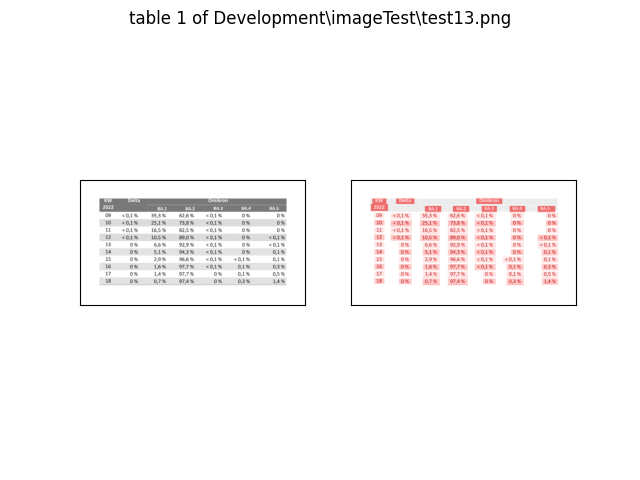 table 1 of Development\imageTest\test13.png
KW Delta Omikron
2022 BA.1 BA.2 BA.3 BA.4 BA.5
09 < 0,1 % 35,3 % 62,6 % < 0,1 % 0 % 0 %
10 < 0,1 % 25,1 % 73,8 % < 0,1 % 0 % 0 %
11 < 0,1 % 16,5 % 82,5 % < 0,1 % 0 % 0 %
12 < 0,1 % 10,5 % 89,0 % < 0,1 % 0 % < 0,1 %
13 0 % 6,6 % 92,9 % < 0,1 % 0 % < 0,1 %
14 0 % 5,1 % 94,3 % < 0,1 % 0 % 0,1 %
15 0 % 2,9 % 96,6 % < 0,1 % < 0,1 % 0,1 %
16 0 % 1,6 % 97,7 % < 0,1 % 0,1 % 0,3 %
17 0 % 1,4 % 97,7 % 0 % 0,1 % 0,5 %
18 0 % 0,7 % 97,4 % 0 % 0,3 % 1,4 %
KW Delta Omikron
2022 BA.1 BA.2 BA.3 BA.4 BA.5
09 < 0,1 % 35,3 % 62,6 % < 0,1 % 0 % 0 %
10 < 0,1 % 25,1 % 73,8 % < 0,1 % 0 % 0 %
11 < 0,1 % 16,5 % 82,5 % < 0,1 % 0 % 0 %
12 < 0,1 % 10,5 % 89,0 % < 0,1 % 0 % < 0,1 %
13 0 % 6,6 % 92,9 % < 0,1 % 0 % < 0,1 %
14 0 % 5,1 % 94,3 % < 0,1 % 0 % 0,1 %
15 0 % 2,9 % 96,6 % < 0,1 % < 0,1 % 0,1 %
16 0 % 1,6 % 97,7 % < 0,1 % 0,1 % 0,3 %
17 0 % 1,4 % 97,7 % 0 % 0,1 % 0,5 %
18 0 % 0,7 % 97,4 % 0 % 0,3 % 1,4 %